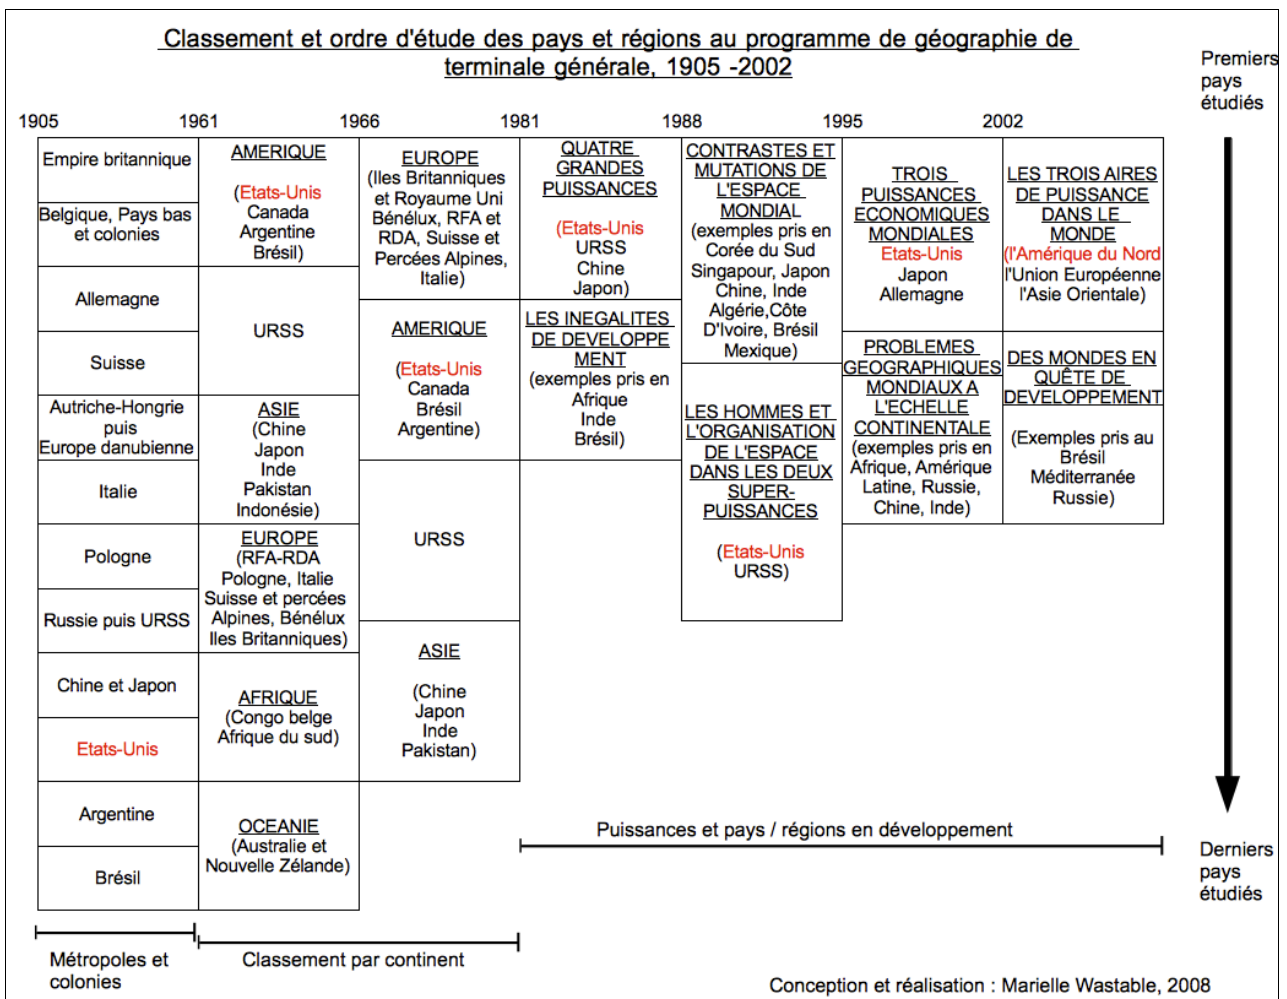 Classement et ordre d'étude des pays et régions au programme de géographie de
terminale générale, 1905 -2002
Premiers
pays
étudiés
1905
1961
1966
1981
1988
1995
2002
Empire britannique
Belgique, Pays bas
et colonies
Allemagne
Suisse
Autriche-Hongrie
puis
Europe danubienne
Italie
Pologne
Russie puis URSS
Chine et Japon
Etats-Unis
Argentine
Brésil
AMERIQUE
(Etats-Unis
Canada
Argentine
Brésil)
URSS
ASIE
(Chine
Japon
Inde
Pakistan
Indonésie)
EUROPE
(RFA-RDA
Pologne, Italie
Suisse et percées
Alpines, Bénélux
Iles Britanniques)
AFRIQUE
(Congo belge
Afrique du sud)
OCEANIE
(Australie et
Nouvelle Zélande)
EUROPE
(Iles Britanniques
et Royaume Uni
Bénélux, RFA et
RDA, Suisse et
Percées Alpines,
Italie)
AMERIQUE
(Etats-Unis
Canada
Brésil
Argentine)
URSS
ASIE
(Chine
Japon
Inde
Pakistan)
QUATRE
GRANDES
PUISSANCES
(Etats-Unis
URSS
Chine
Japon)
LES INEGALITES
DE DEVELOPPE
MENT
(exemples pris en
Afrique
Inde
Brésil)
CONTRASTES ET
MUTATIONS DE
L'ESPACE
MONDIAL
(exemples pris en
Corée du Sud
Singapour, Japon
Chine, Inde
Algérie,Côte
D'Ivoire, Brésil
Mexique)
LES HOMMES ET
L'ORGANISATION
DE L'ESPACE
DANS LES DEUX
SUPER-
PUISSANCES
(Etats-Unis
URSS)
TROIS
PUISSANCES
ECONOMIQUES
MONDIALES
Etats-Unis
Japon
Allemagne
PROBLEMES
GEOGRAPHIQUES
MONDIAUX A
L'ECHELLE
CONTINENTALE
(exemples pris en
Afrique, Amérique
Latine, Russie,
Chine, Inde)
LES TROIS AIRES
DE PUISSANCE
DANS LE
MONDE
(l'Amérique du Nord
l'Union Européenne
l'Asie Orientale)
DES MONDES EN
QUÊTE DE
DEVELOPPEMENT
(Exemples pris au
Brésil
Méditerranée
Russie)
Puissances et pays / régions en développement
Derniers
pays
étudiés
Métropoles et
colonies
Classement par continent
Conception et réalisation : Marielle Wastable, 2008